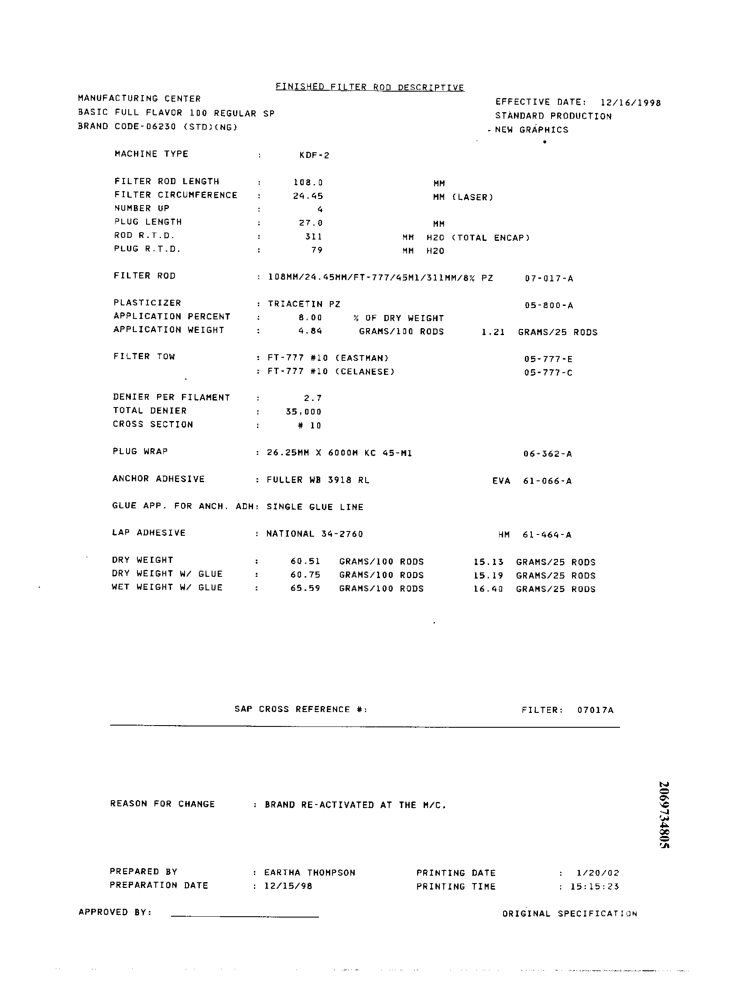 FINISHED FILTER ROD DESCRIPTIVE
MANUFACTURING CENTER EFFECTIVE DATE: 12/16/1998
BASIC FULL FLAVOR 100 REGULAR SP STANDARD PRODUCTION
BRAND CODE-06230 (STD)(NG) - NEW GRAPHICS
MACHINE TYPE : KDF-2
FILTER ROD LENGTH : 108.0 MM
FILTER CIRCUMFERENCE : 24.45 MM (LASER)
NUMBER UP : 4
PLUG LENGTH : 27.0 MM
ROD R.T.D. : 311 MM H2O (TOTAL ENCAP)
PLUG R.T.D. : 79 MM H2O
FILTER ROD : 108MM/24.45MM/FT-777/45M1/311MM/8% PZ 07-017-A
PLASTICIZER : TRIACETIN PZ 05-800-A
APPLICATION PERCENT : 8.00 % OF DRY WEIGHT
APPLICATION WEIGHT : 4.84 GRAMS/100 RODS 1.21 GRAMS/25 RODS
FILTER TOW : FT-777 #10 (EASTMAN) 05-777-E
: FT-777 #10 (CELANESE) 05-777-C
DENIER PER FILAMENT : 2.7
TOTAL DENIER : 35,000
CROSS SECTION : # 10
PLUG WRAP : 26.25MM X 6000M KC 45-M1 06-362-A
ANCHOR ADHESIVE : FULLER WB 3918 RL EVA 61-066-A
GLUE APP. FOR ANCH. ADH: SINGLE GLUE LINE
LAP ADHESIVE : NATIONAL 34-2760 HM 61-464-A
DRY WEIGHT : 60.51 GRAMS/100 RODS 15.13 GRAMS/25 RODS
DRY WEIGHT W/ GLUE : 60.75 GRAMS/100 RODS 15.19 GRAMS/25 RODS
WET WEIGHT W/ GLUE : 65.59 GRAMS/100 RODS 16.40 GRAMS/25 RODS
SAP CROSS REFERENCE #: FILTER: 07017A
REASON FOR CHANGE : BRAND RE-ACTIVATED AT THE M/C.
2069734805
PREPARED BY : EARTHA THOMPSON PRINTING DATE : 1/20/02
PREPARATION DATE : 12/15/98 PRINTING TIME : 15:15:23
APPROVED BY: ORIGINAL SPECIFICATION